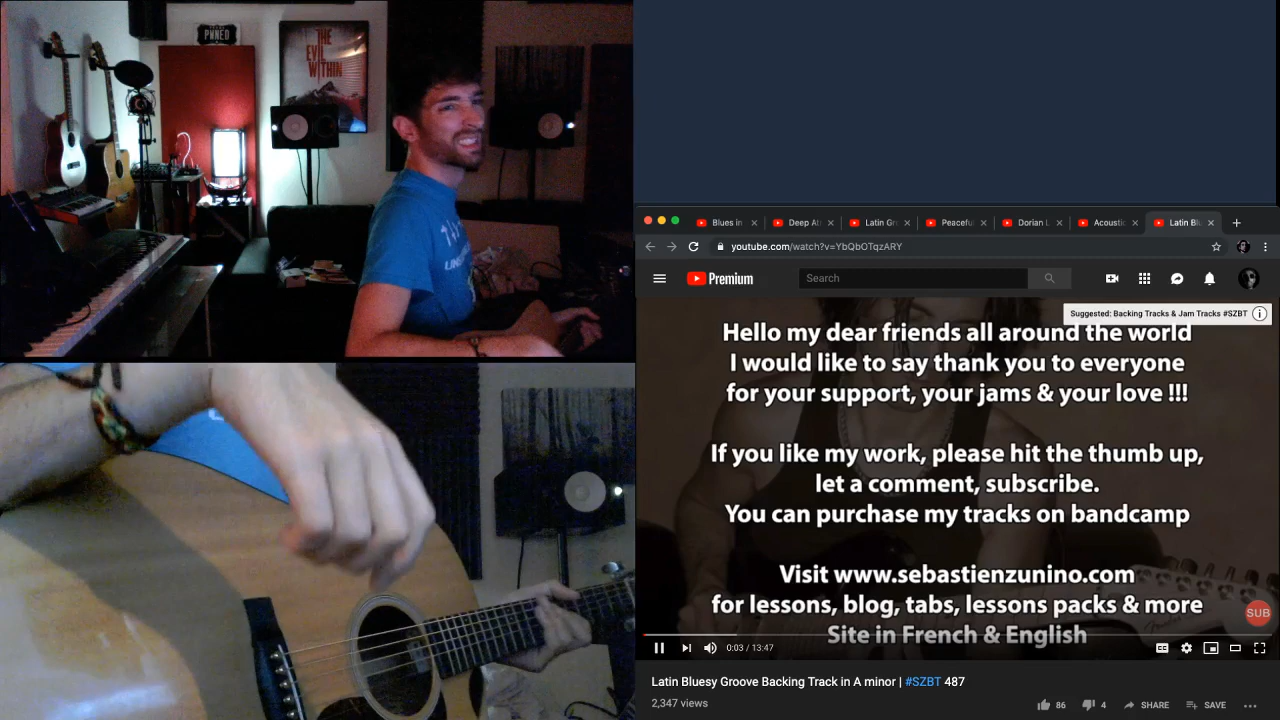 PWNED
THE
EVIL
WITHIN
Blues in
Deep At
Latin Gr
Peaceful
Dorian L
Acoustic
Latin Bl
youtube.com/watch?v=YbQbOTqzARY
Premium
Search
Suggested: Backing Tracks & Jam Tracks #SZBT
Hello my dear friends all around the world
I would like to say thank you to everyone
for your support, your jams & your love !!!
If you like my work, please hit the thumb up,
let a comment, subscribe.
You can purchase my tracks on bandcamp
Visit www.sebastienzunino.com
for lessons, blog, tabs, lessons packs & more
Site in French & English
SUB
0:03 / 13:47
Latin Bluesy Groove Backing Track in A minor | #SZBT 487
2,347 views
86
4
SHARE
SAVE